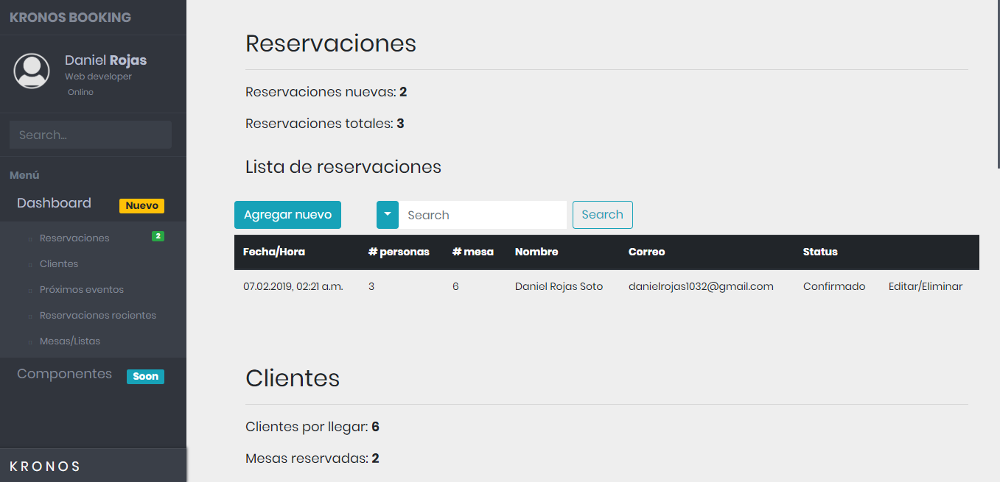 KRONOS BOOKING
Daniel Rojas
Web developer
Online
Search...
Menú
Dashboard Nuevo
Reservaciones 2
Clientes
Próximos eventos
Reservaciones recientes
Mesas/Listas
Componentes Soon
KRONOS
Reservaciones
Reservaciones nuevas: 2
Reservaciones totales: 3
Lista de reservaciones
Agregar nuevo Search Search
Fecha/Hora # personas # mesa Nombre Correo Status
07.02.2019, 02:21 a.m. 3 6 Daniel Rojas Soto danielrojas1032@gmail.com Confirmado Editar/Eliminar
Clientes
Clientes por llegar: 6
Mesas reservadas: 2